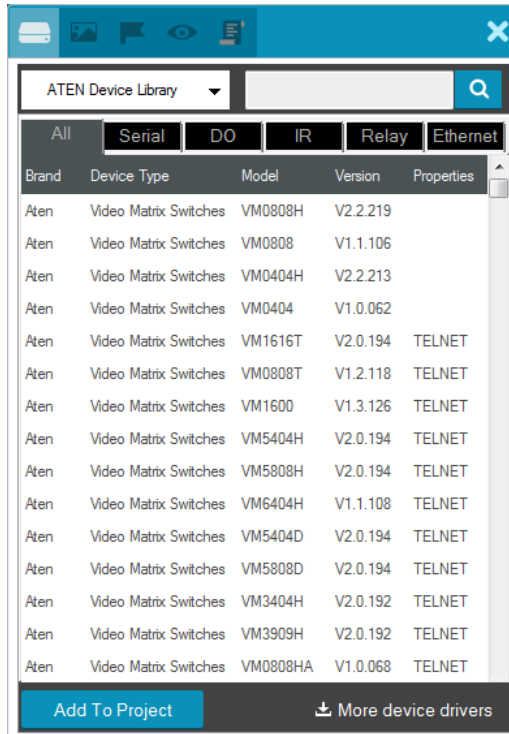 ATEN Device Library
All Serial DO IR Relay Ethernet
Brand Device Type Model Version Properties
Aten Video Matrix Switches VM0808H V2.2.219
Aten Video Matrix Switches VM0808 V1.1.106
Aten Video Matrix Switches VM0404H V2.2.213
Aten Video Matrix Switches VM0404 V1.0.062
Aten Video Matrix Switches VM1616T V2.0.194 TELNET
Aten Video Matrix Switches VM0808T V1.2.118 TELNET
Aten Video Matrix Switches VM1600 V1.3.126 TELNET
Aten Video Matrix Switches VM5404H V2.0.194 TELNET
Aten Video Matrix Switches VM5808H V2.0.194 TELNET
Aten Video Matrix Switches VM6404H V1.1.108 TELNET
Aten Video Matrix Switches VM5404D V2.0.194 TELNET
Aten Video Matrix Switches VM5808D V2.0.194 TELNET
Aten Video Matrix Switches VM3404H V2.0.192 TELNET
Aten Video Matrix Switches VM3909H V2.0.192 TELNET
Aten Video Matrix Switches VM0808HA V1.0.068 TELNET
Add To Project More device drivers